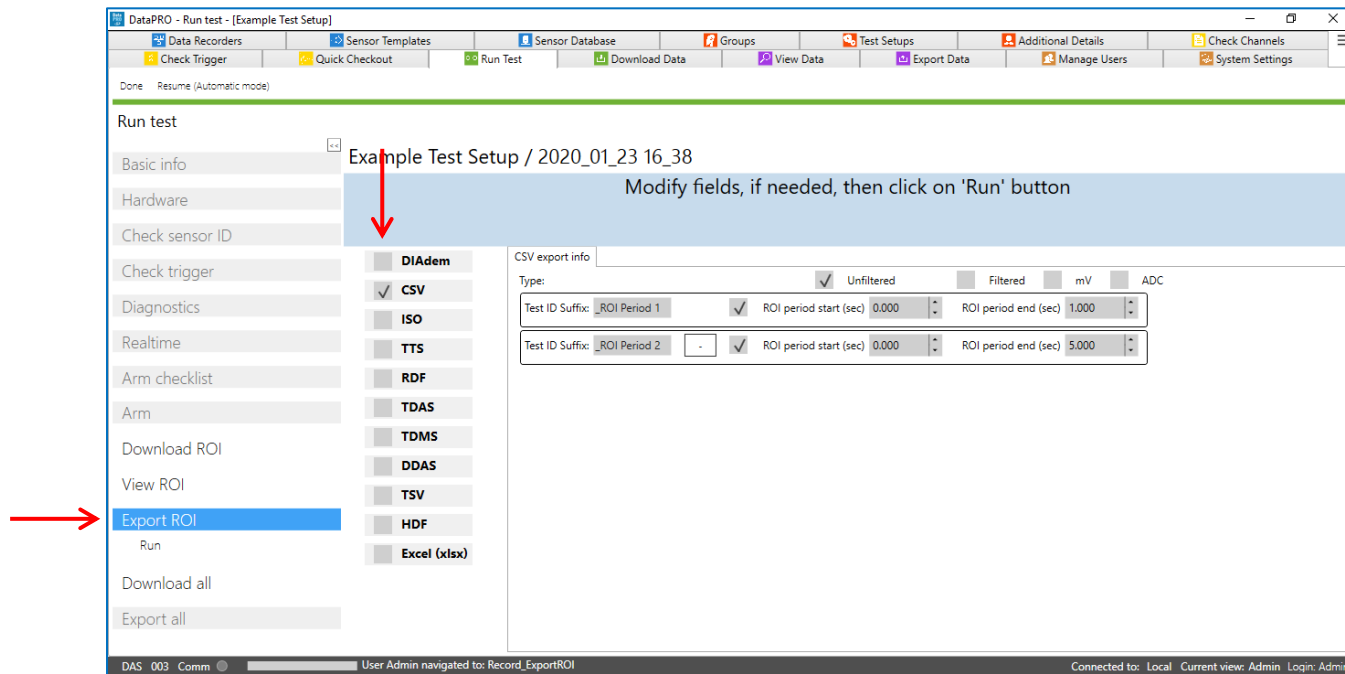 DataPRO - Run test - [Example Test Setup]
Data Recorders Sensor Templates Sensor Database Groups Test Setups Additional Details Check Channels
Check Trigger Quick Checkout Run Test Download Data View Data Export Data Manage Users System Settings
Done Resume (Automatic mode)
Run test
<<
Example Test Setup / 2020_01_23 16_38
Modify fields, if needed, then click on 'Run' button
Basic info
Hardware
Check sensor ID
Check trigger
Diagnostics
Realtime
Arm checklist
Arm
Download ROI
View ROI
Export ROI
Run
Download all
Export all
DIAdem
CSV
ISO
TTS
RDF
TDAS
TDMS
DDAS
TSV
HDF
Excel (xlsx)
CSV export info
Type: Unfiltered Filtered mV ADC
Test ID Suffix: _ROI Period 1 ROI period start (sec) 0.000 ROI period end (sec) 1.000
Test ID Suffix: _ROI Period 2 - ROI period start (sec) 0.000 ROI period end (sec) 5.000
DAS 003 Comm User Admin navigated to: Record_ExportROI Connected to: Local Current view: Admin Login: Admin